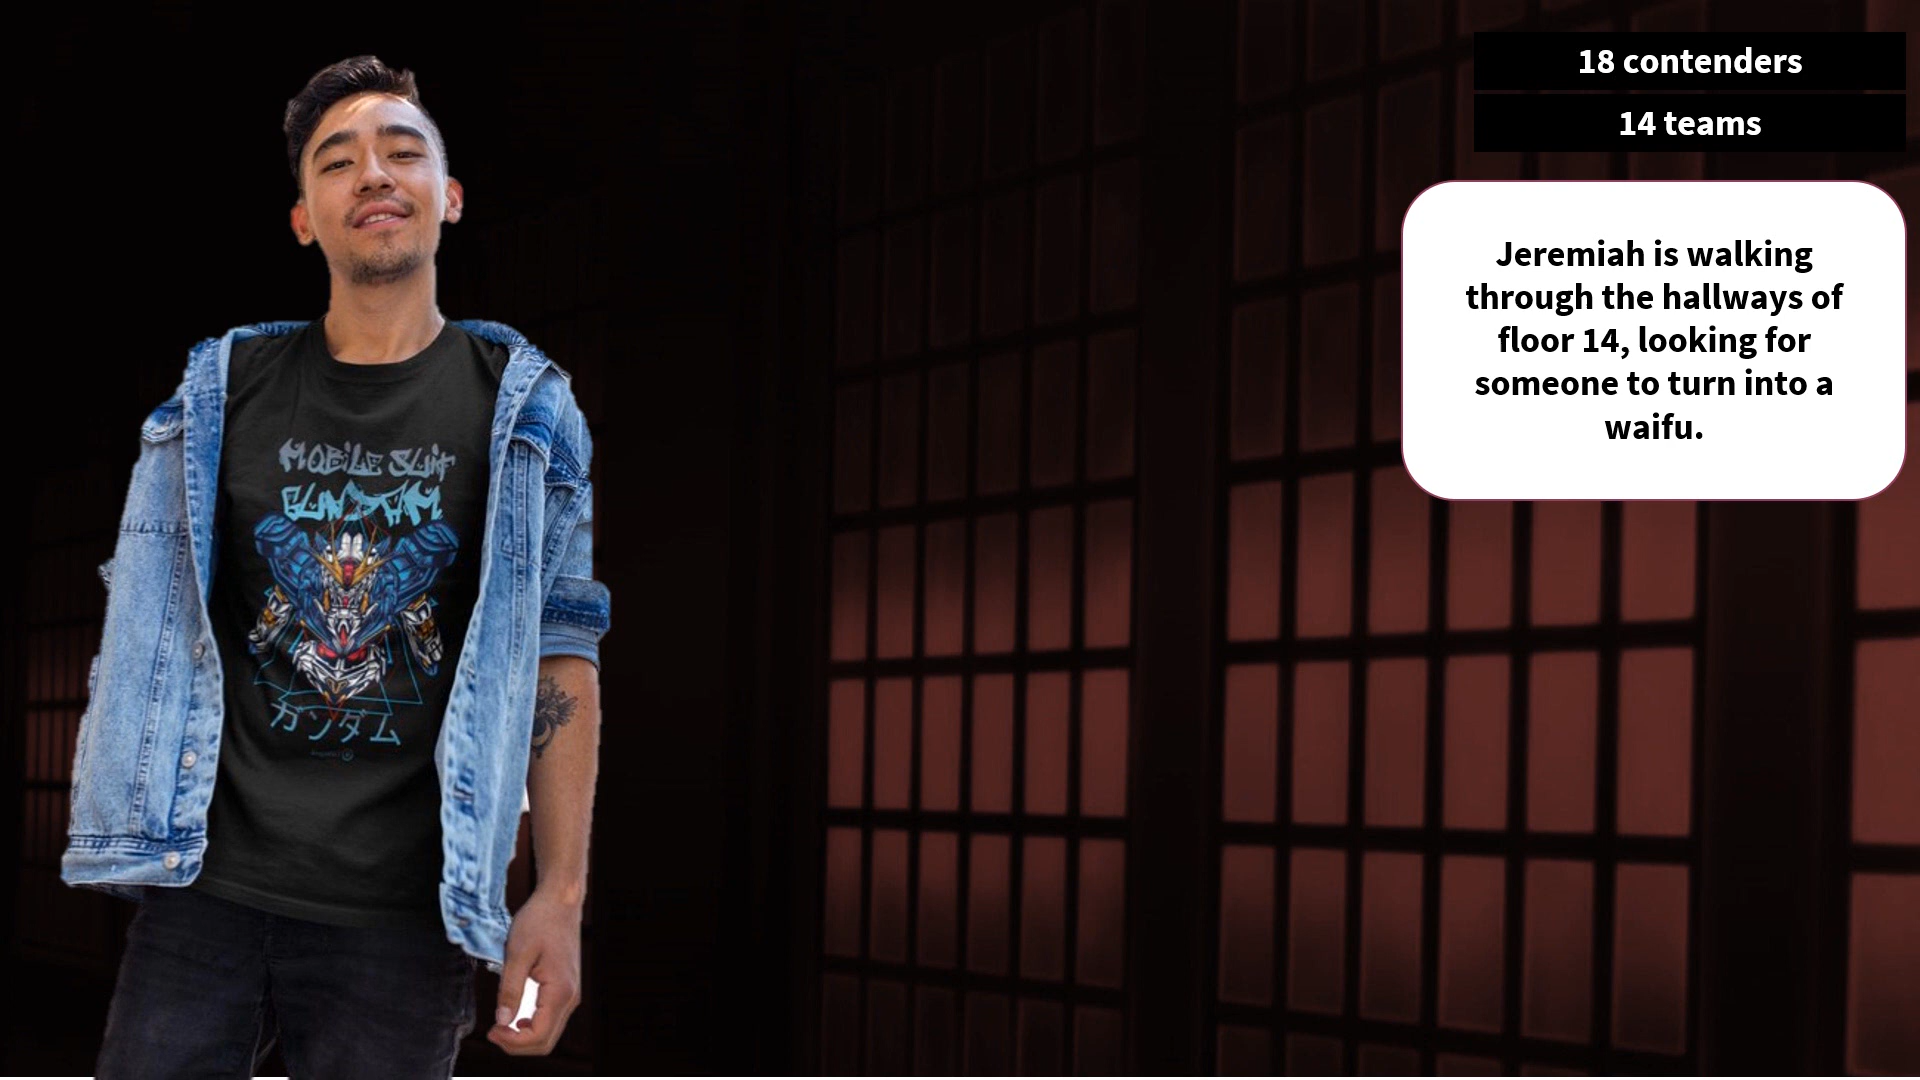 18 contenders
14 teams
Jeremiah is walking
through the hallways of
floor 14, looking for
someone to turn into a
waifu.
MOBILE SUIT
GUNDAM
ガンダム